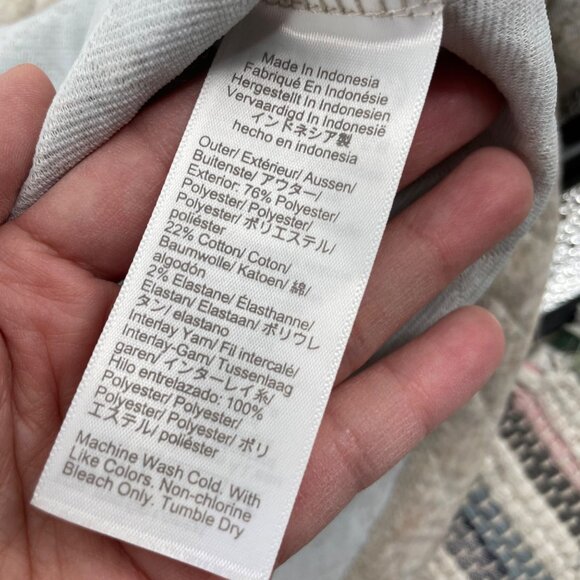 Made In Indonesia
Fabriqué En Indonésie
Hergestellt In Indonesien
Vervaardigd In Indonesië
インドネシア製
hecho en indonesia
Outer/ Extérieur/ Aussen/
Buitenste/ アウター/
Exterior: 76% Polyester/
Polyester/ Polyester/
Polyester/ ポリエステル/
poliéster
22% Cotton/ Coton/
Baumwolle/ Katoen/ 綿/
algodón
2% Elastane/ Élasthanne/
Elastan/ Elastaan/ ポリウレ
タン/ elastano
Interlay Yarn/ Fil intercalé/
Interlay.Garn/ Tussenlaag
garen/ インターレイ糸/
Hilo entrelazado: 100%
Polyester/ Polyester/
Polyester/ Polyester/ ポリ
エステル/ poliéster
Machine Wash Cold. With
Like Colors. Non-chlorine
Bleach Only. Tumble Dry